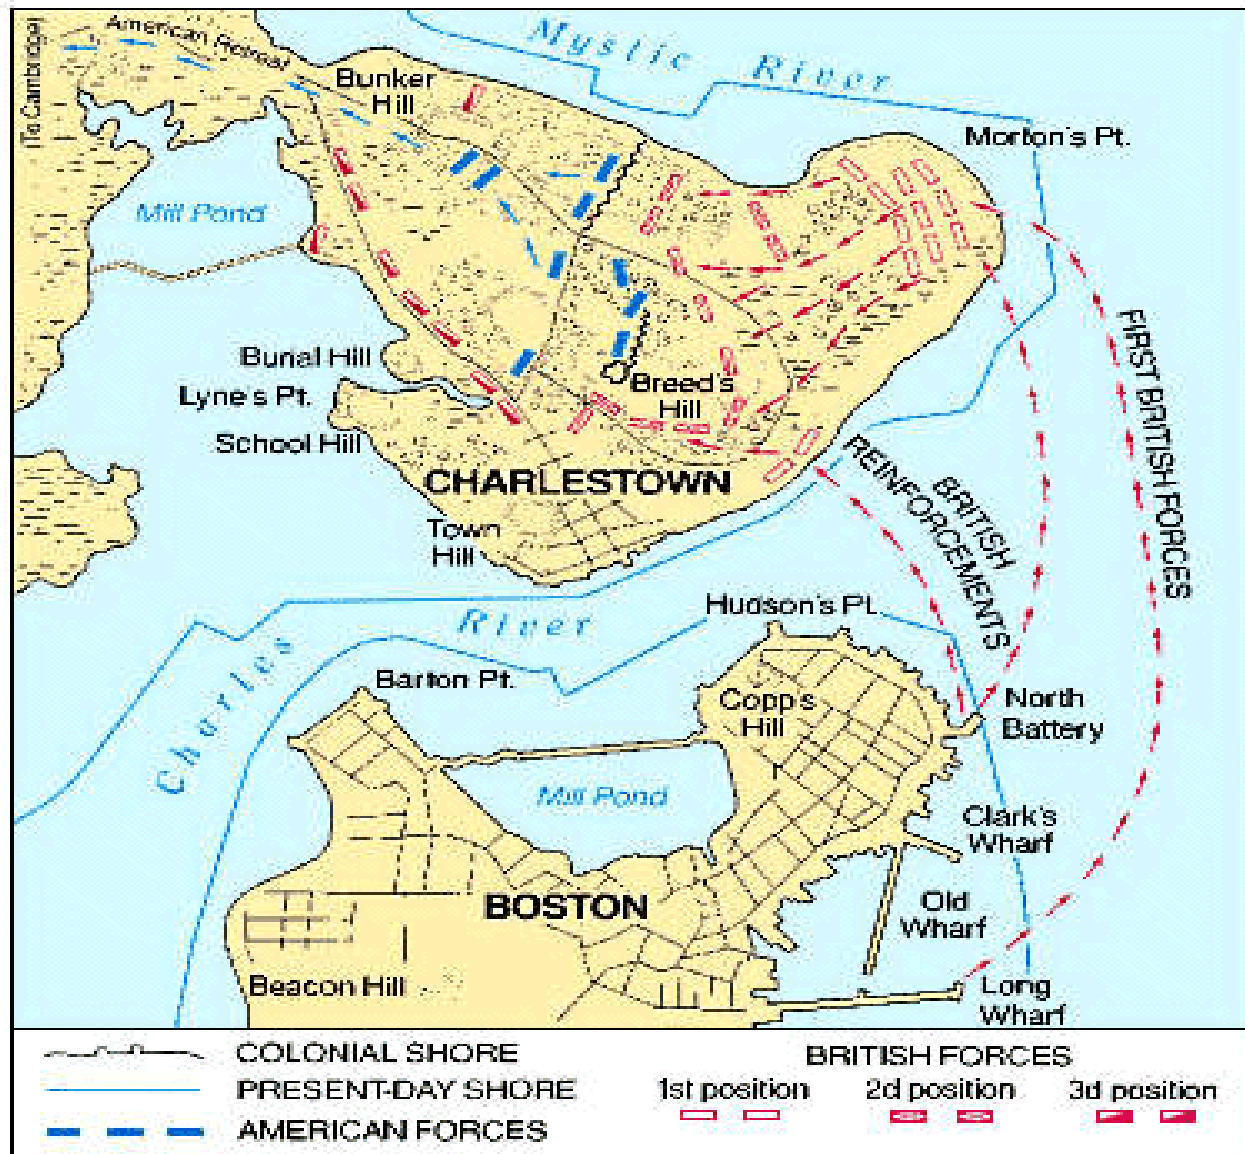 Mystic River
American Retreat
(To Cambridge)
Bunker
Hill
Morton's Pt.
Mill Pond
Burial Hill
Lyne's Pt.
School Hill
Breed's
Hill
CHARLESTOWN
Town
Hill
FIRST BRITISH FORCES
BRITISH
REINFORCEMENTS
Charles River
Hudson's Pt.
Barton Pt.
Copp's
Hill
North
Battery
Mill Pond
Clark's
Wharf
BOSTON
Old
Wharf
Beacon Hill
Long
Wharf
COLONIAL SHORE
PRESENT-DAY SHORE
AMERICAN FORCES
BRITISH FORCES
1st position 2d position 3d position